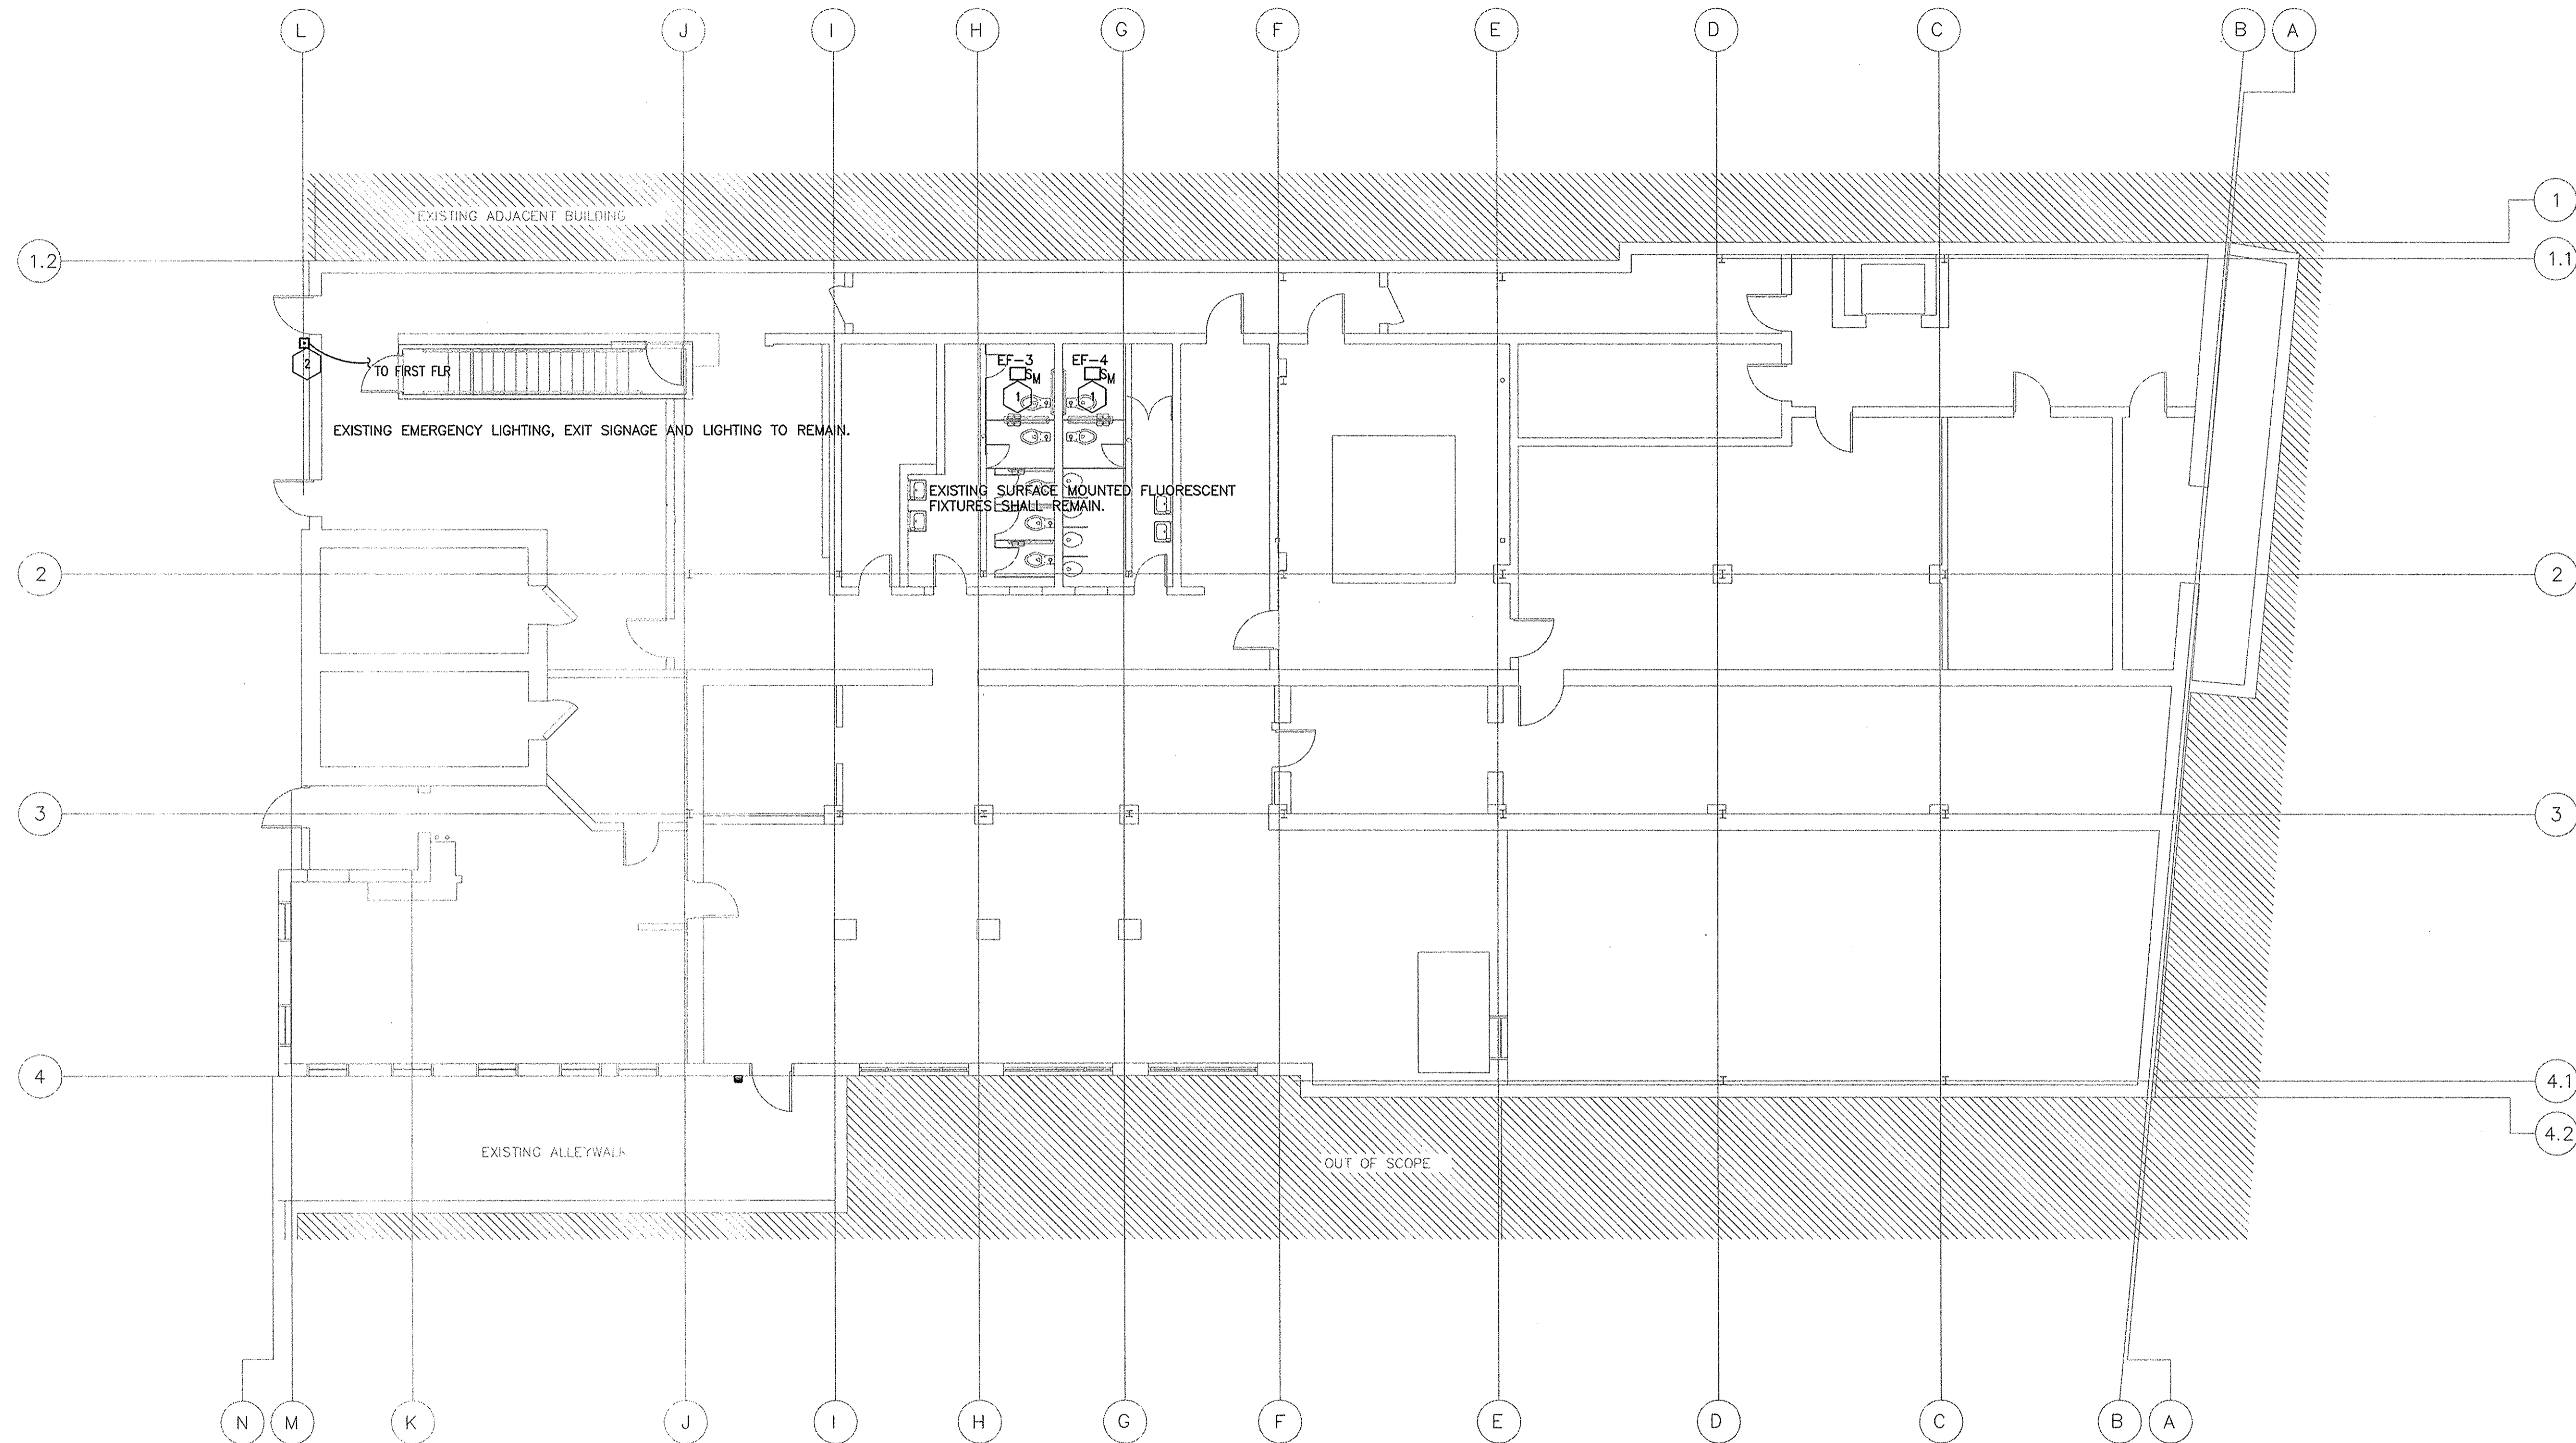 L
J
I
H
G
F
E
D
C
B
A
1
1.2
1.1
EXISTING ADJACENT BUILDING
2
TO FIRST FLR
EF-3
SM
1
EF-4
SM
1
EXISTING EMERGENCY LIGHTING, EXIT SIGNAGE AND LIGHTING TO REMAIN.
EXISTING SURFACE MOUNTED FLUORESCENT
FIXTURES SHALL REMAIN.
2
2
3
3
4
4.1
4.2
EXISTING ALLEYWALK
OUT OF SCOPE
N
M
K
J
I
H
G
F
E
D
C
B
A